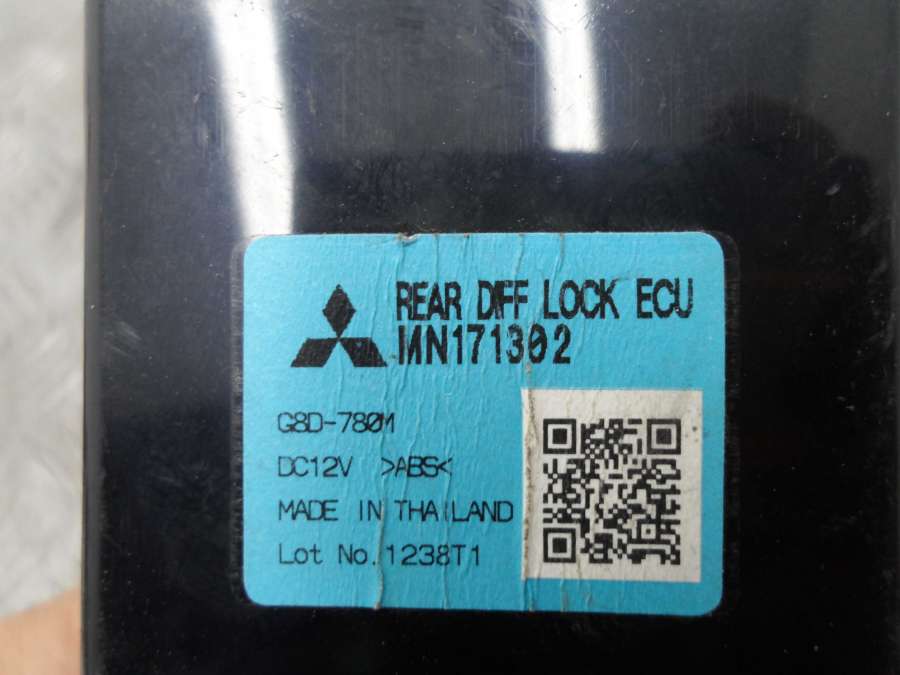 REAR DIFF LOCK ECU
MN171302
G8D-780M
DC12V >ABS<
MADE IN THAILAND
Lot No.1238T1